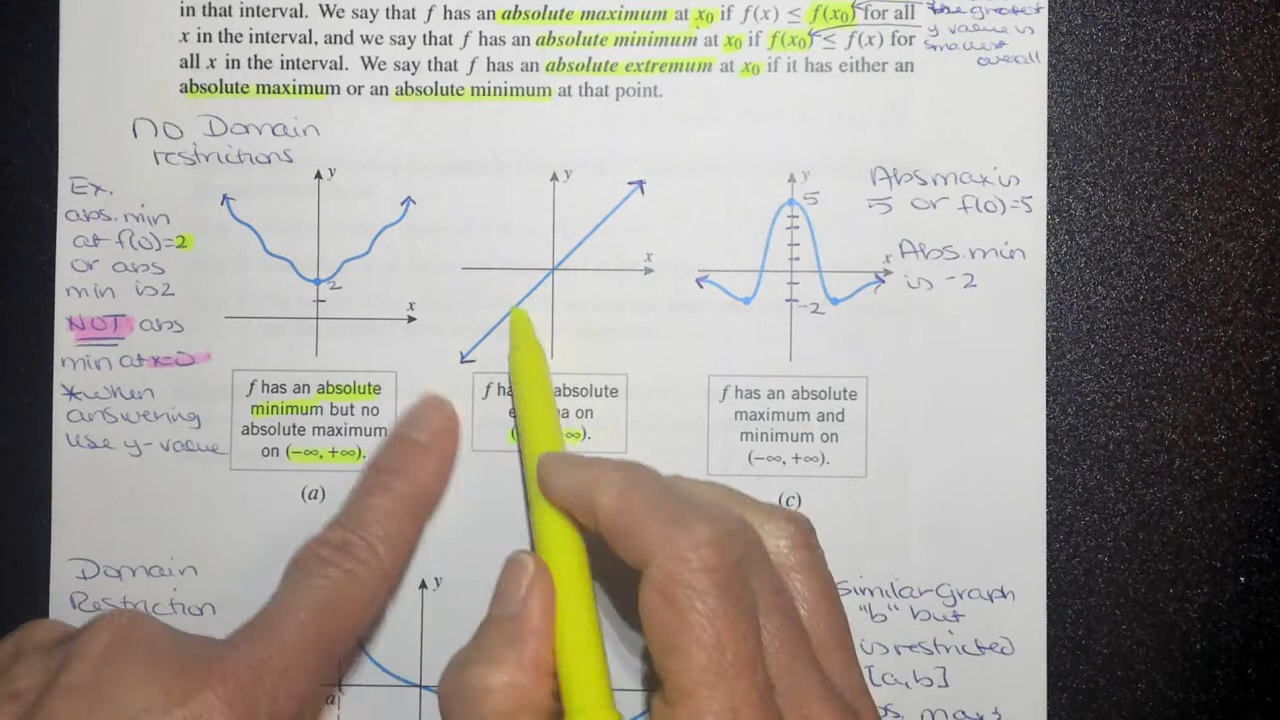 in that interval. We say that f has an absolute maximum at x₀ if f(x) ≤ f(x₀) for all
x in the interval, and we say that f has an absolute minimum at x₀ if f(x₀) ≤ f(x) for
all x in the interval. We say that f has an absolute extremum at x₀ if it has either an
absolute maximum or an absolute minimum at that point.
the greatest
y value is
smallest
overall
no Domain
restrictions
Ex.
abs. min
at f(0)=2
or abs
min is 2
NOT abs
min at x=0
*when
answering
use y-value
y
2
x
f has an absolute
minimum but no
absolute maximum
on (−∞, +∞).
(a)
y
x
absolute
on
∞).
y
5
x
-2
f has an absolute
maximum and
minimum on
(−∞, +∞).
(c)
Abs max is
5 or f(0)=5
Abs. min
is -2
Domain
Restriction
y
a
similar Graph
"b" but
is restricted
[a,b]